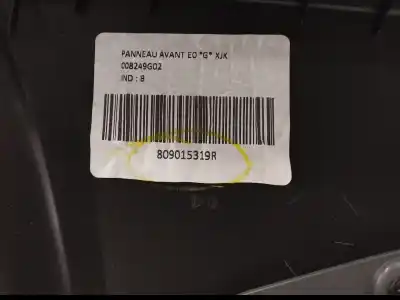 PANNEAU AVANT EO "G" XJK
008249G02
IND : B
809015319R